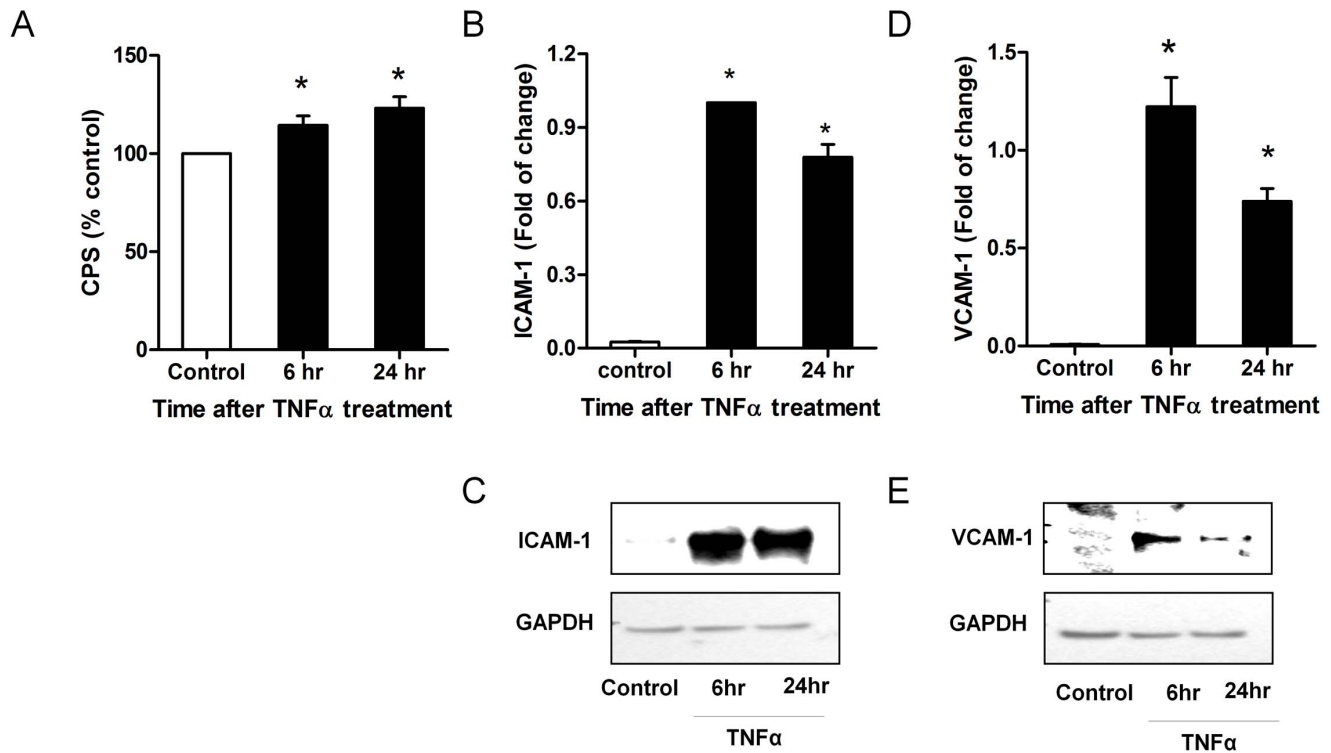 A
CPS (% control)
150
100
50
0
*
*
Control 6 hr 24 hr
Time after TNFα treatment
B
ICAM-1 (Fold of change)
1.2
0.9
0.6
0.3
0.0
*
*
control 6 hr 24 hr
Time after TNFα treatment
D
VCAM-1 (Fold of change)
1.5
1.0
0.5
0.0
*
*
Control 6 hr 24 hr
Time after TNFα treatment
C
ICAM-1
GAPDH
Control 6hr 24hr
TNFα
E
VCAM-1
GAPDH
Control 6hr 24hr
TNFα